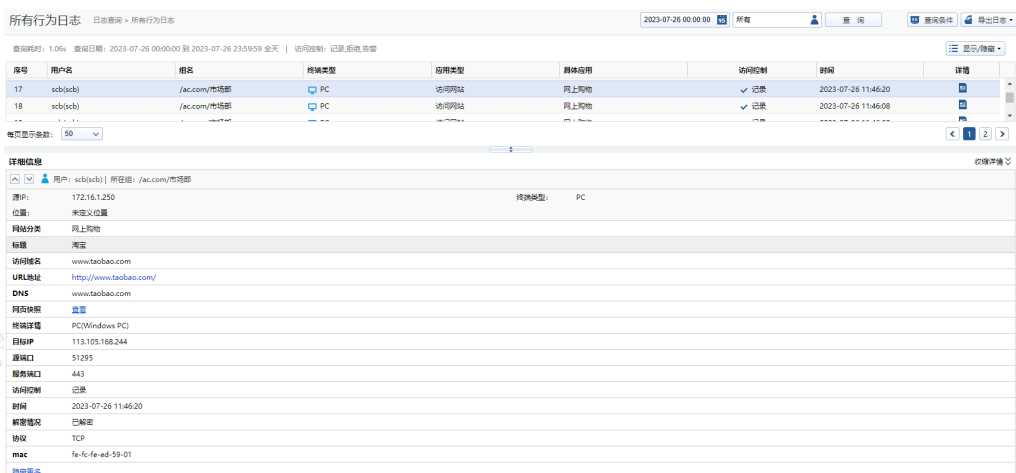 所有行为日志 日志查询 > 所有行为日志 2023-07-26 00:00:00 所有 查 询 查询条件 导出日志
查询耗时: 1.06s 查询日期: 2023-07-26 00:00:00 到 2023-07-26 23:59:59 全天 | 访问控制: 记录,拒绝,告警 显示/隐藏
序号 用户名 组名 终端类型 应用类型 具体应用 访问控制 时间 详情
17 scb(scb) /ac.com/市场部 PC 访问网站 网上购物 记录 2023-07-26 11:46:20
18 scb(scb) /ac.com/市场部 PC 访问网站 网上购物 记录 2023-07-26 11:46:08
每页显示条数: 50 1 2
详细信息 收缩详情
用户: scb(scb) | 所在组: /ac.com/市场部
源IP: 172.16.1.250 终端类型: PC
位置: 未定义位置
网站分类 网上购物
标题 淘宝
访问域名 www.taobao.com
URL地址 http://www.taobao.com/
DNS www.taobao.com
网页快照 查看
终端详情 PC(Windows PC)
目标IP 113.105.168.244
源端口 51295
服务端口 443
访问控制 记录
时间 2023-07-26 11:46:20
解密情况 已解密
协议 TCP
mac fe-fc-fe-ed-59-01
隐藏更多